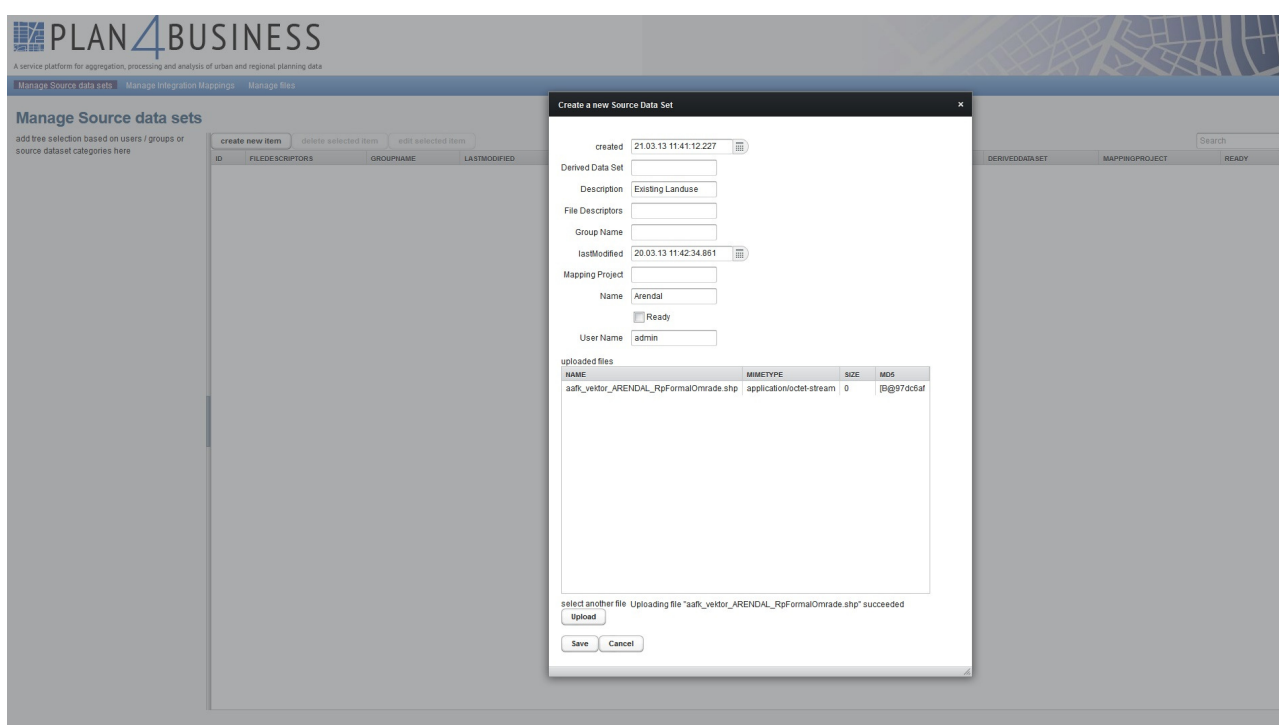 PLAN4BUSINESS
A service platform for aggregation, processing and analysis of urban and regional planning data
Manage Source data sets Manage Integration Mappings Manage files
Manage Source data sets
add tree selection based on users / groups or
source dataset categories here
create new item delete selected item edit selected item
Search
ID FILEDESCRIPTORS GROUPNAME LASTMODIFIED DERIVEDDATASET MAPPINGPROJECT READY
Create a new Source Data Set ×
created 21.03.13 11:41:12.227
Derived Data Set
Description Existing Landuse
File Descriptors
Group Name
lastModified 20.03.13 11:42:34.861
Mapping Project
Name Arendal
Ready
User Name admin
uploaded files
NAME MIMETYPE SIZE MD5
aafk_vektor_ARENDAL_RpFormalOmrade.shp application/octet-stream 0 [B@97dc6af
select another file Uploading file "aafk_vektor_ARENDAL_RpFormalOmrade.shp" succeeded
Upload
Save Cancel